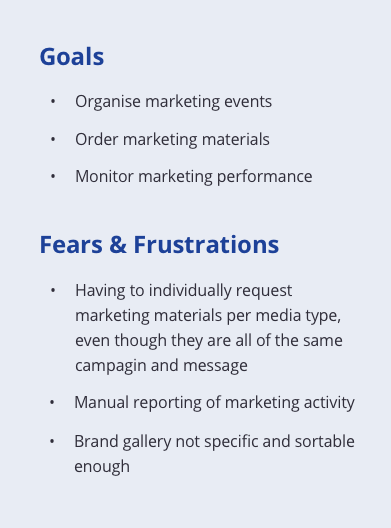 Goals
• Organise marketing events
• Order marketing materials
• Monitor marketing performance
Fears & Frustrations
• Having to individually request
marketing materials per media type,
even though they are all of the same
campagin and message
• Manual reporting of marketing activity
• Brand gallery not specific and sortable
enough